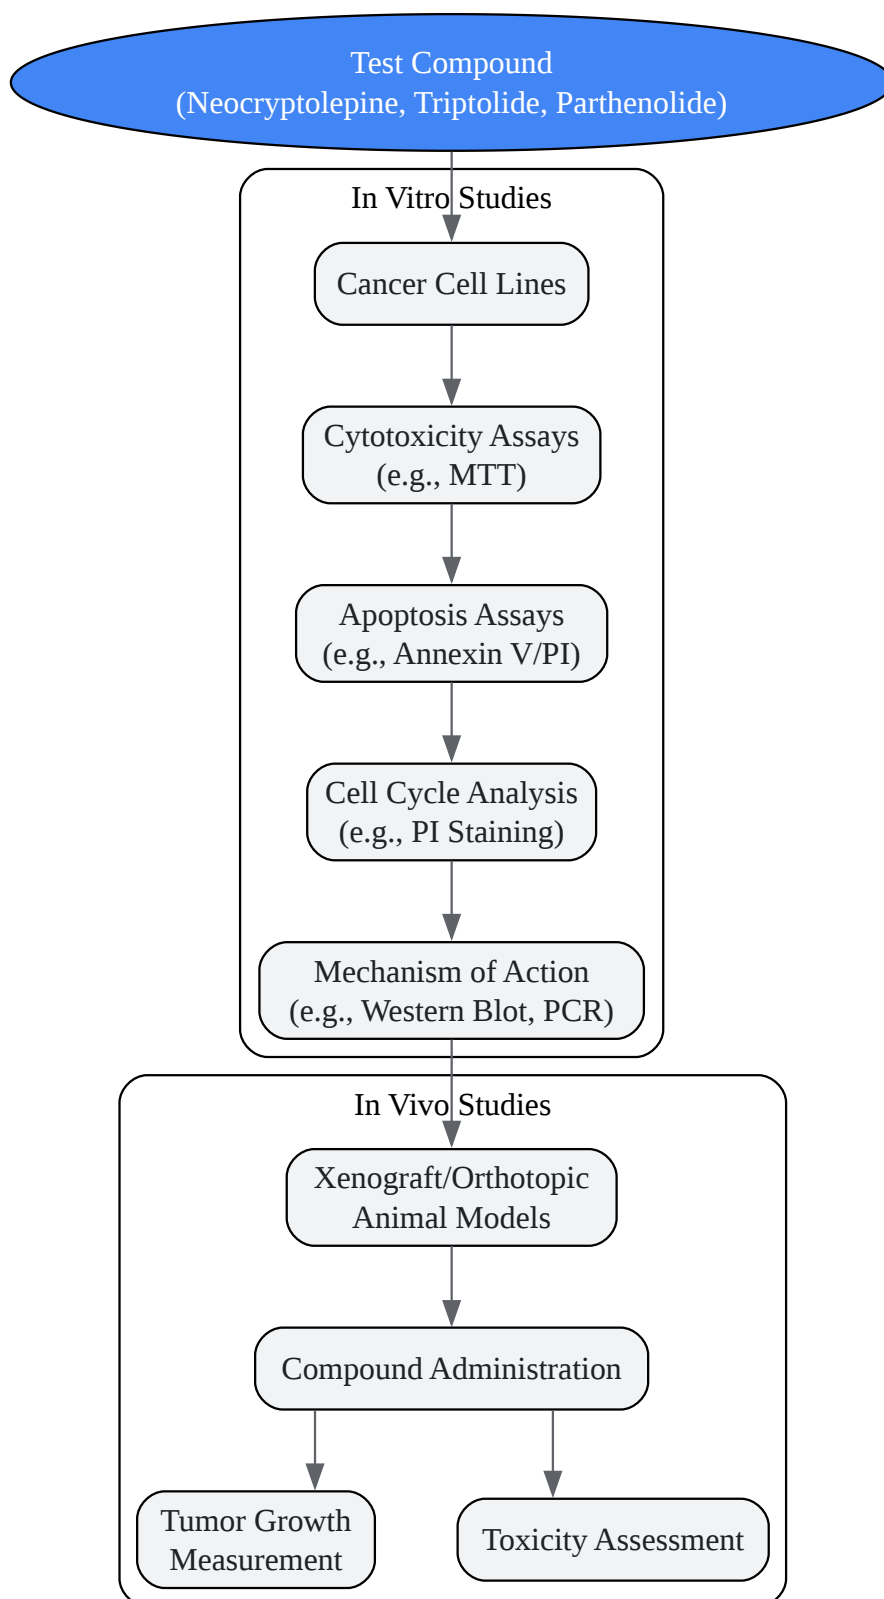 Test Compound
(Neocryptolepine, Triptolide, Parthenolide)
In Vitro Studies
Cancer Cell Lines
Cytotoxicity Assays
(e.g., MTT)
Apoptosis Assays
(e.g., Annexin V/PI)
Cell Cycle Analysis
(e.g., PI Staining)
Mechanism of Action
(e.g., Western Blot, PCR)
In Vivo Studies
Xenograft/Orthotopic
Animal Models
Compound Administration
Tumor Growth
Measurement
Toxicity Assessment